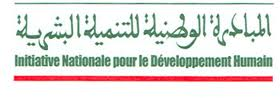 المبادرة الوطنية للتنمية البشرية
Initiative Nationale pour le Développement Humain